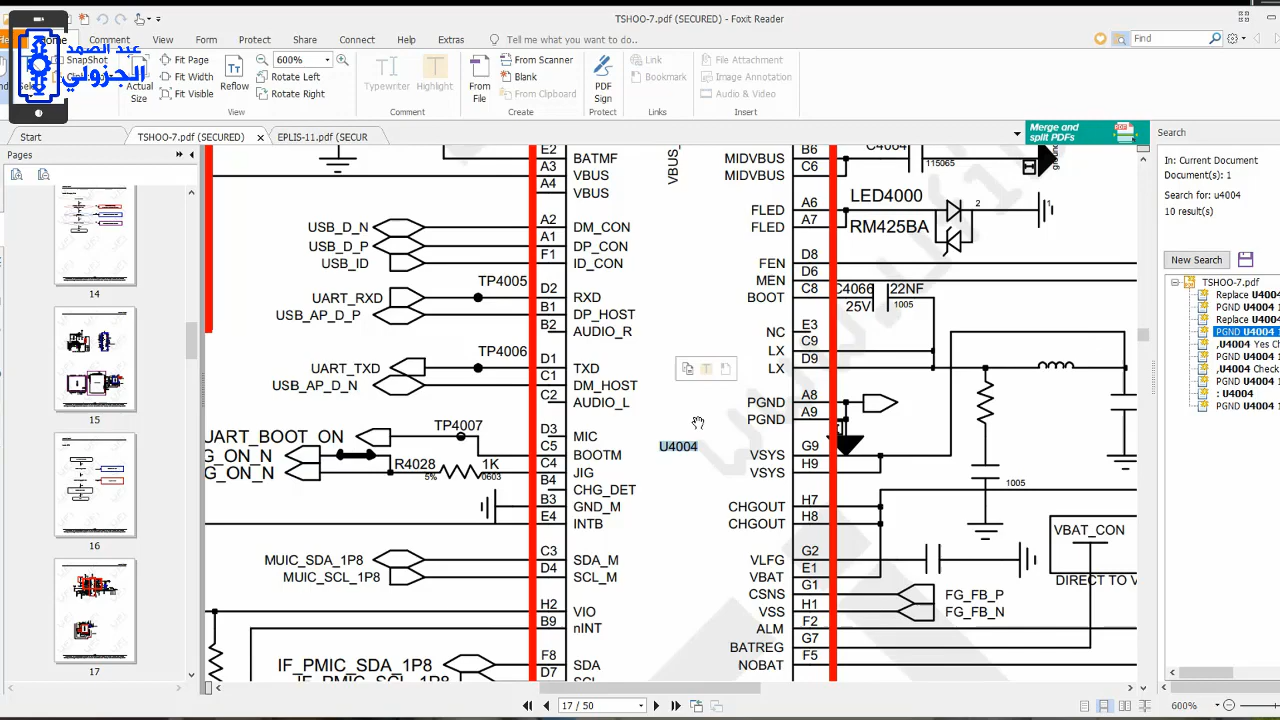 TSHOO-7.pdf (SECURED) - Foxit Reader
Comment
View
Form
Protect
Share
Connect
Help
Extras
Tell me what you want to do..
Find
عبد الصمد
الجزولي
SnapShot
Actual
Size
Fit Page
Fit Width
Fit Visible
Reflow
600%
Rotate Left
Rotate Right
View
Typewriter
Highlight
Comment
From
File
From Scanner
Blank
From Clipboard
Create
PDF
Sign
Protect
Link
Bookmark
Links
File Attachment
Image Annotation
Audio & Video
Insert
Start
TSHOO-7.pdf (SECURED)
EPLIS-11.pdf (SECUR
Merge and
split PDFs
Search
Pages
14
15
16
17
In: Current Document
Document(s): 1
Search for: u4004
10 result(s)
New Search
TSHOO-7.pdf
Replace U4004
PGND U4004 1
Replace U4004
PGND U4004 1
,U4004 Yes Ch
PGND U4004 1
,U4004 Check
PGND U4004 1
: U4004
PGND U4004 1
USB_D_N
USB_D_P
USB_ID
TP4005
UART_RXD
USB_AP_D_P
TP4006
UART_TXD
USB_AP_D_N
TP4007
UART_BOOT_ON
G_ON_N
G_ON_N
R4028
5%
1K
0603
MUIC_SDA_1P8
MUIC_SCL_1P8
IF_PMIC_SDA_1P8
E2 BATMF
A3 VBUS
A4 VBUS
A2 DM_CON
A1 DP_CON
F1 ID_CON
D2 RXD
B1 DP_HOST
B2 AUDIO_R
D1 TXD
C1 DM_HOST
C2 AUDIO_L
D3 MIC
C5 BOOTM
C4 JIG
B4 CHG_DET
B3 GND_M
E4 INTB
C3 SDA_M
D4 SCL_M
H2 VIO
B9 nINT
F8 SDA
D7
VBUS_
U4004
MIDVBUS B6
MIDVBUS C6
FLED A6
FLED A7
FEN D8
MEN D6
BOOT C8
NC E3
LX C9
LX D9
PGND A8
PGND A9
VSYS G9
VSYS H9
CHGOUT H7
CHGOUT H8
VLFG G2
VBAT E1
CSNS G1
VSS H1
ALM F2
BATREG G7
NOBAT F5
115065
LED4000
2
RM425BA
C4066
25V
22NF
1005
1005
VBAT_CON
DIRECT TO V
FG_FB_P
FG_FB_N
17 / 50
600%